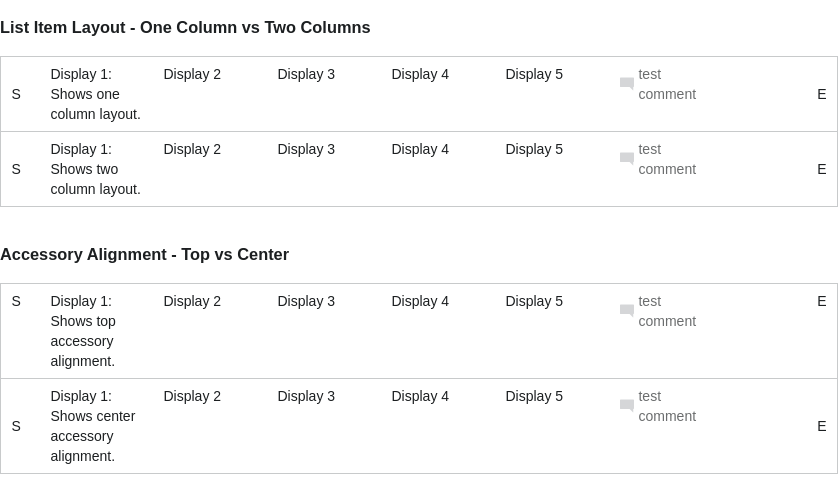 List Item Layout - One Column vs Two Columns
S Display 1: Display 2 Display 3 Display 4 Display 5 test E
Shows one comment
column layout.
S Display 1: Display 2 Display 3 Display 4 Display 5 test E
Shows two comment
column layout.
Accessory Alignment - Top vs Center
S Display 1: Display 2 Display 3 Display 4 Display 5 test E
Shows top comment
accessory
alignment.
S Display 1: Display 2 Display 3 Display 4 Display 5 test E
Shows center comment
accessory
alignment.